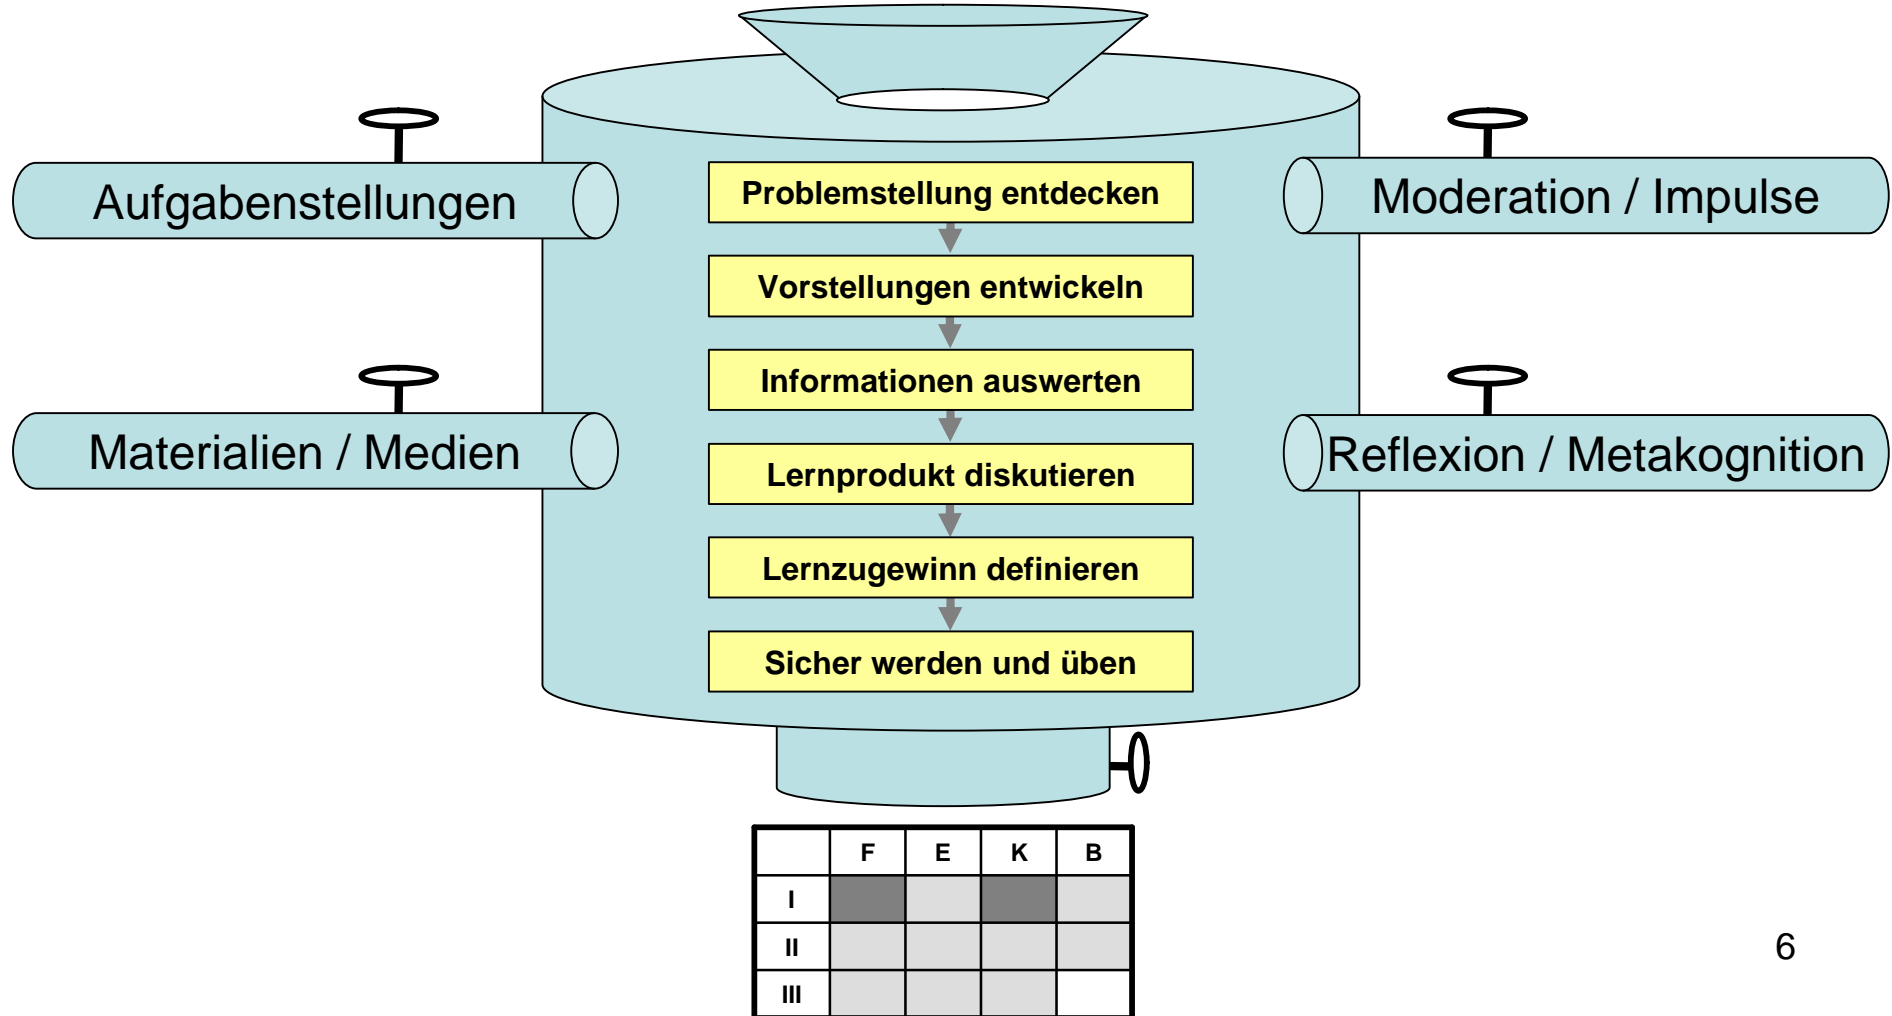 Aufgabenstellungen
Materialien / Medien
Problemstellung entdecken
Vorstellungen entwickeln
Informationen auswerten
Lernprodukt diskutieren
Lernzugewinn definieren
Sicher werden und üben
Moderation / Impulse
Reflexion / Metakognition
F E K B
I
II
III
6